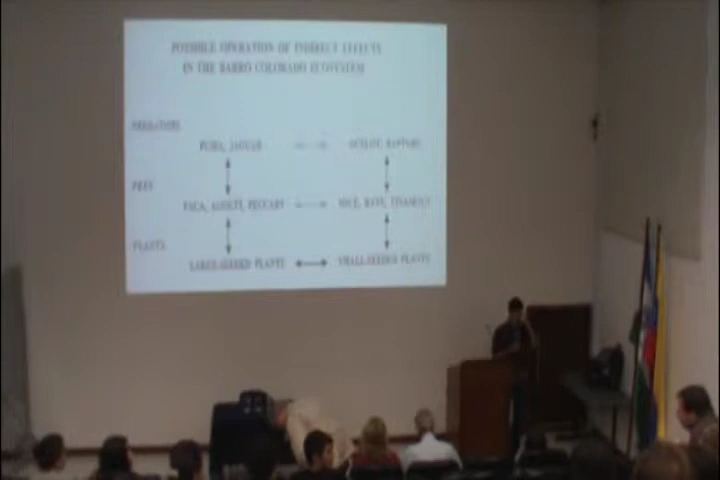 POSSIBLE OPERATION OF INDIRECT EFFECTS
IN THE BARRO COLORADO ECOSYSTEM
PREDATORS
PUMA, JAGUAR
OCELOT, RAPTORS
PREY
PACA, AGOUTI, PECCARY
MICE, RATS, TINAMOUS
PLANTS
LARGE-SEEDED PLANTS
SMALL-SEEDED PLANTS